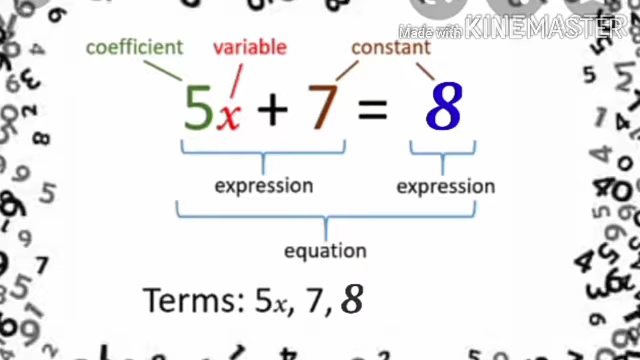 Made with KINEMASTER
coefficient variable constant
5x + 7 = 8
expression expression
equation
Terms: 5x, 7, 8